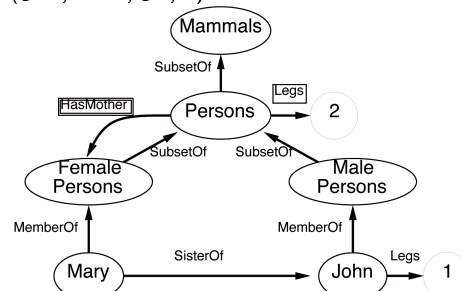 Mammals
SubsetOf
Legs
HasMother
Persons
2
SubsetOf
SubsetOf
Female
Persons
Male
Persons
MemberOf
MemberOf
SisterOf
Legs
Mary
John
1